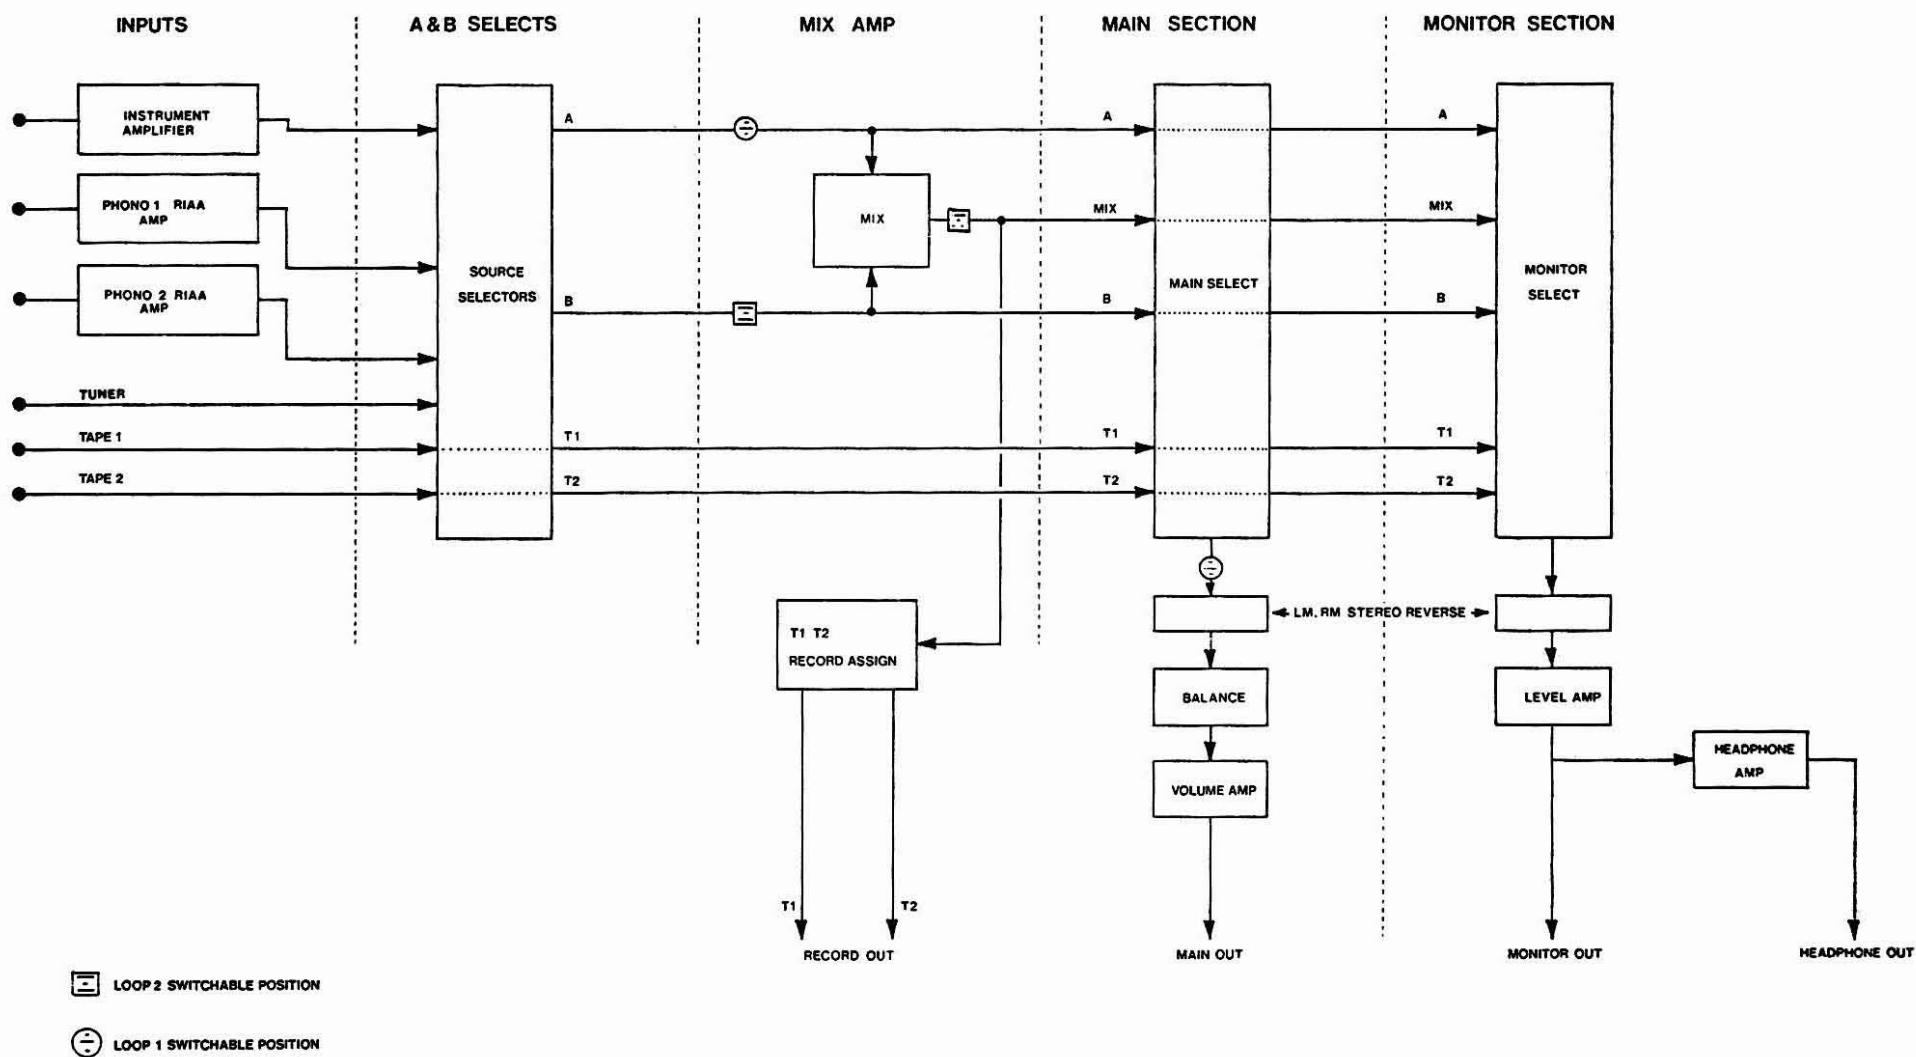 INPUTS
A & B SELECTS
MIX AMP
MAIN SECTION
MONITOR SECTION
INSTRUMENT
AMPLIFIER
PHONO 1 RIAA
AMP
PHONO 2 RIAA
AMP
TUNER
TAPE 1
TAPE 2
SOURCE
SELECTORS
A
B
T1
T2
MIX
A
MIX
B
T1
T2
MAIN SELECT
A
MIX
B
T1
T2
MONITOR
SELECT
T1 T2
RECORD ASSIGN
T1
T2
RECORD OUT
LM, RM STEREO REVERSE
BALANCE
VOLUME AMP
MAIN OUT
LEVEL AMP
HEADPHONE
AMP
MONITOR OUT
HEADPHONE OUT
LOOP 2 SWITCHABLE POSITION
LOOP 1 SWITCHABLE POSITION